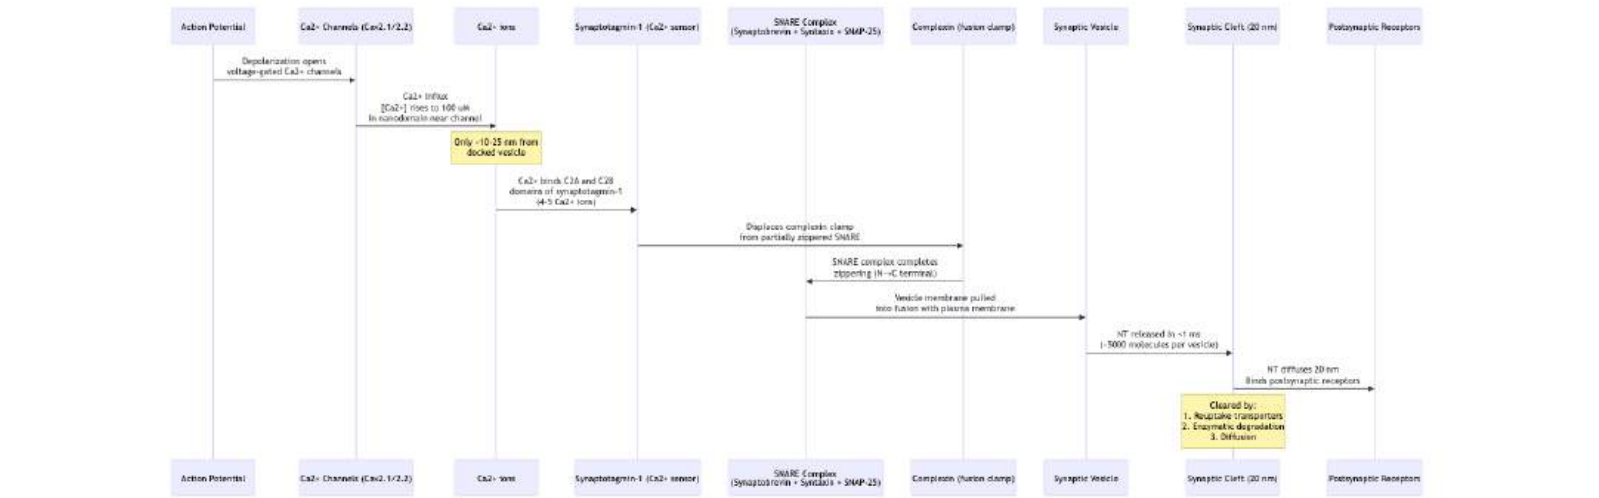 Action Potential
Ca2+ Channels (Cav2.1/2.2)
Ca2+ ions
Synaptotagmin-1 (Ca2+ sensor)
SNARE Complex
(Synaptobrevin + Syntaxin + SNAP-25)
Complexin (fusion clamp)
Synaptic Vesicle
Synaptic Cleft (20 nm)
Postsynaptic Receptors
Depolarization opens
voltage-gated Ca2+ channels
Ca2+ influx
[Ca2+] rises to 100 uM
in nanodomain near channel
Only ~10-25 nm from
docked vesicle
Ca2+ binds C2A and C2B
domains of synaptotagmin-1
(4-5 Ca2+ ions)
Displaces complexin clamp
from partially zippered SNARE
SNARE complex completes
zippering (N→C terminal)
Vesicle membrane pulled
into fusion with plasma membrane
NT released in <1 ms
(~5000 molecules per vesicle)
NT diffuses 20 nm
Binds postsynaptic receptors
Cleared by:
1. Reuptake transporters
2. Enzymatic degradation
3. Diffusion
Action Potential
Ca2+ Channels (Cav2.1/2.2)
Ca2+ ions
Synaptotagmin-1 (Ca2+ sensor)
SNARE Complex
(Synaptobrevin + Syntaxin + SNAP-25)
Complexin (fusion clamp)
Synaptic Vesicle
Synaptic Cleft (20 nm)
Postsynaptic Receptors